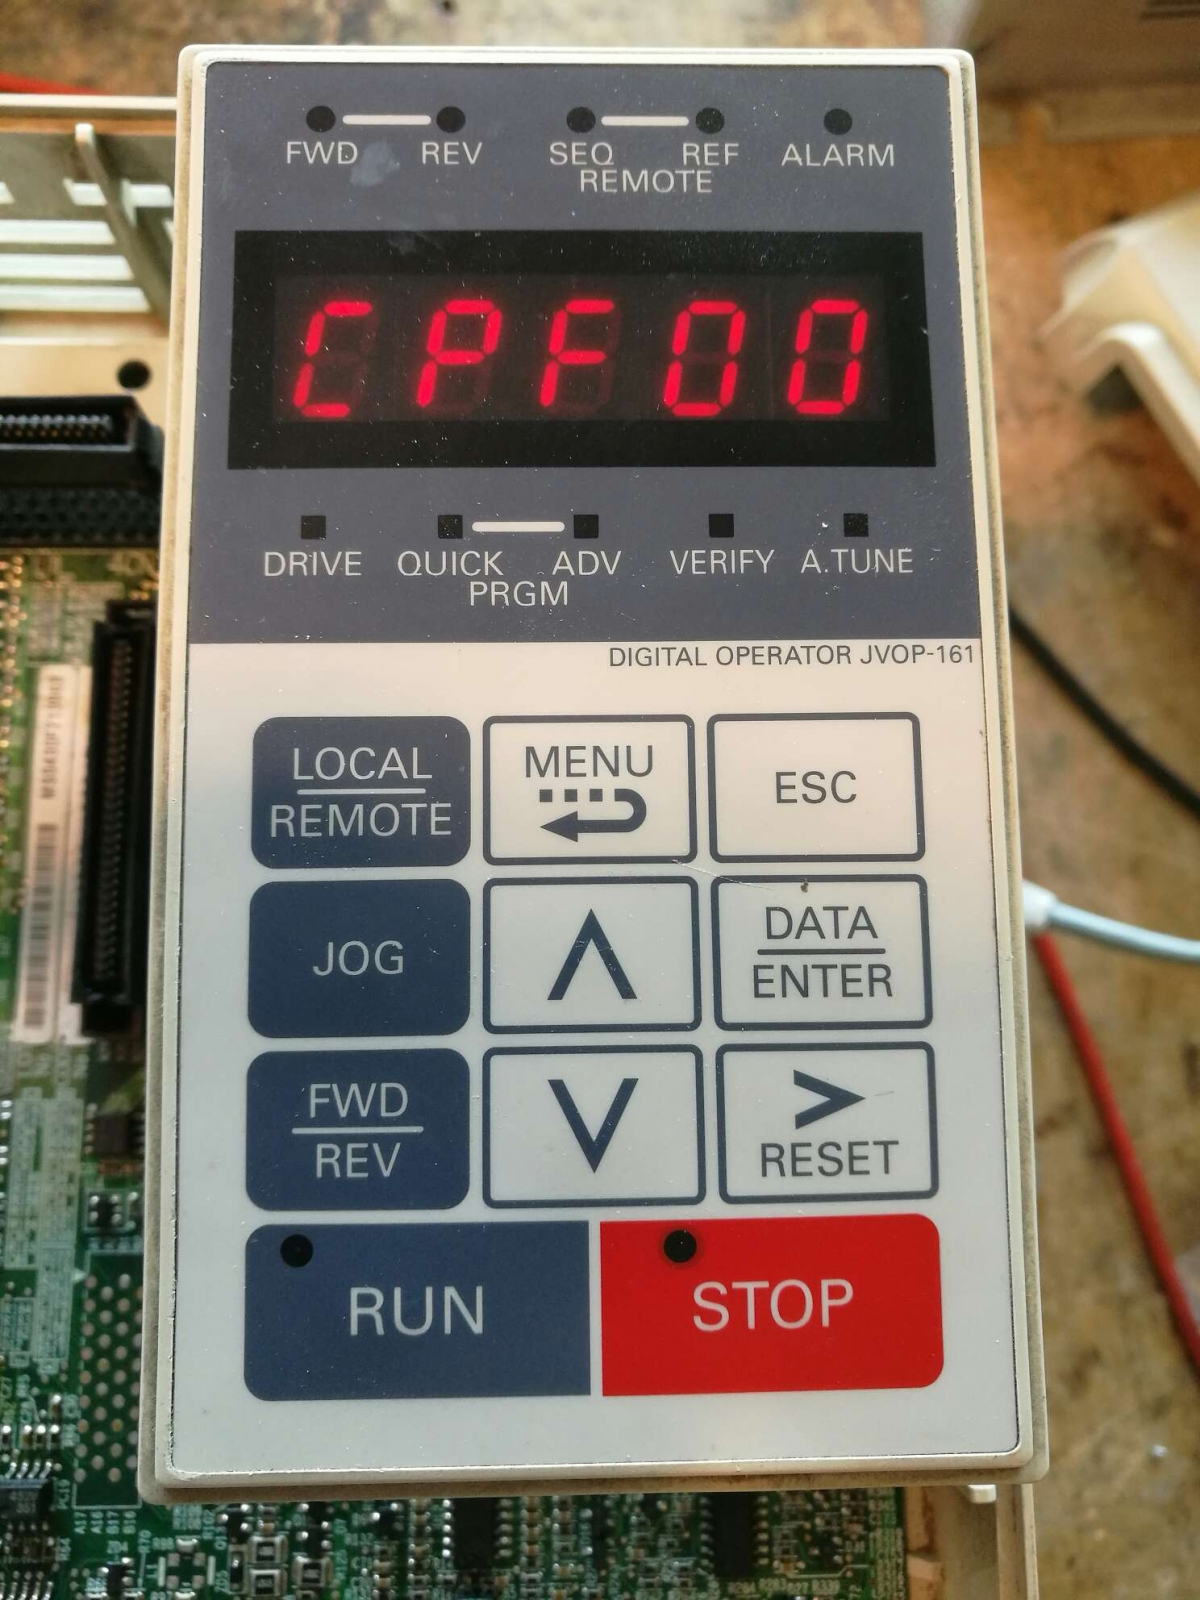 FWD REV SEQ REF ALARM
REMOTE
CPF00
DRIVE QUICK ADV VERIFY A.TUNE
PRGM
DIGITAL OPERATOR JVOP-161
LOCAL
REMOTE
MENU
ESC
JOG
∧
DATA
ENTER
FWD
REV
∨
>
RESET
RUN
STOP